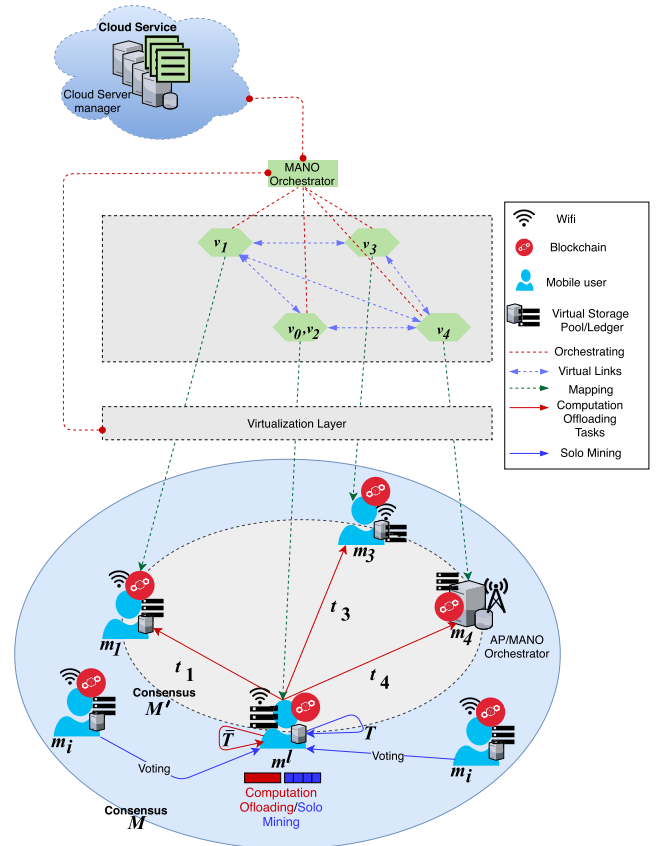 Cloud Service
Cloud Server
manager
MANO
Orchestrator
v1
v3
v0,v2
v4
Virtualization Layer
Wifi
Blockchain
Mobile user
Virtual Storage
Pool/Ledger
Orchestrating
Virtual Links
Mapping
Computation
Offloading
Tasks
Solo Mining
m3
m1
m4
AP/MANO
Orchestrator
t1
t3
t4
Consensus
M'
mi
T̅
T
ml
mi
Voting
Voting
Computation
Ofloading/Solo
Mining
Consensus
M